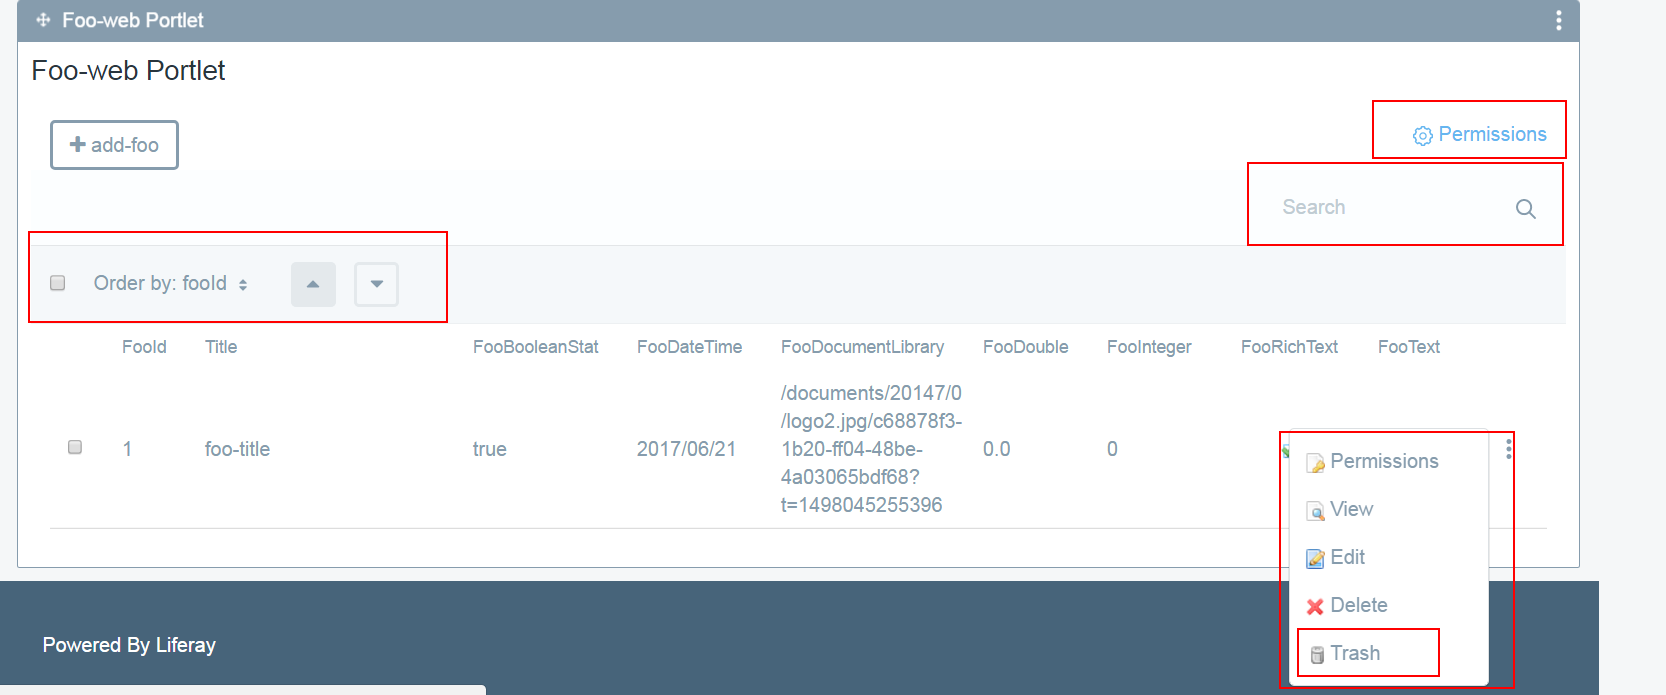 Foo-web Portlet
Foo-web Portlet
add-foo
Permissions
Search
Order by: fooId
FooId Title FooBooleanStat FooDateTime FooDocumentLibrary FooDouble FooInteger FooRichText FooText
1 foo-title true 2017/06/21 /documents/20147/0
/logo2.jpg/c68878f3-
1b20-ff04-48be-
4a03065bdf68?
t=1498045255396
0.0 0
Permissions
View
Edit
Delete
Trash
Powered By Liferay